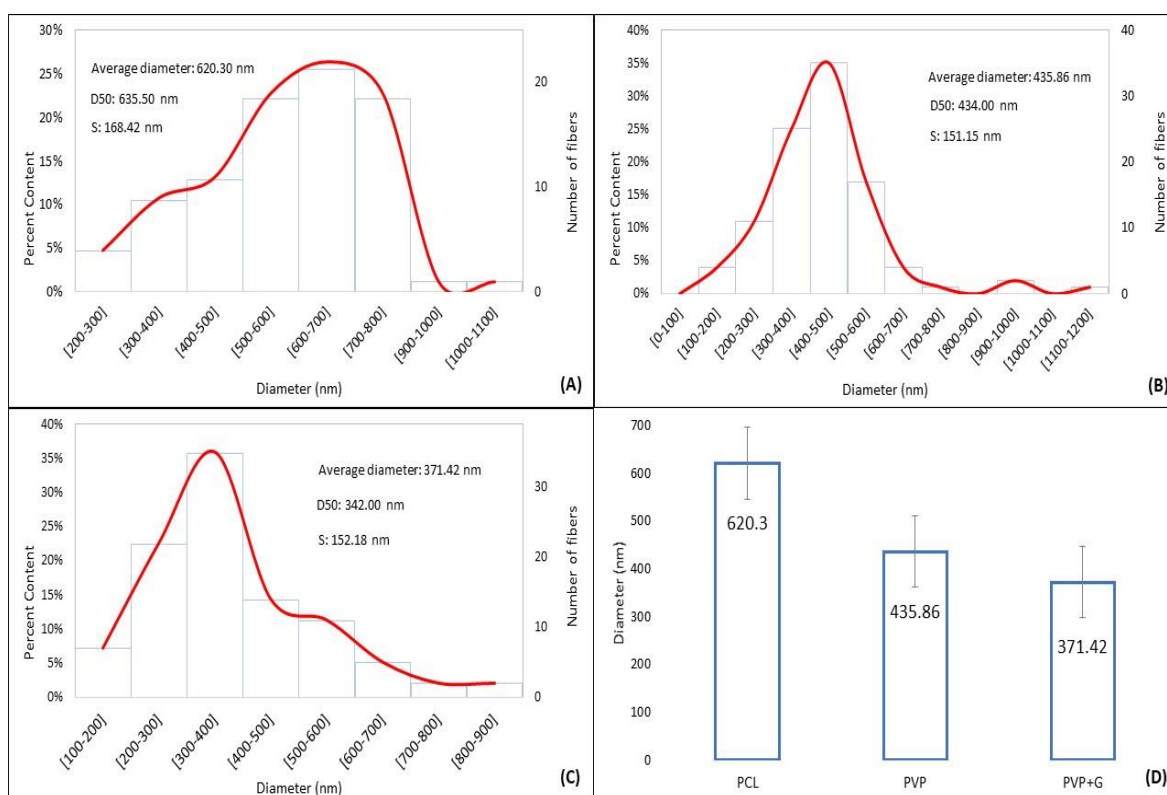 30%
25%
20%
15%
10%
5%
0%
Percent Content
Average diameter: 620.30 nm
D50: 635.50 nm
S: 168.42 nm
20
10
0
Number of fibers
[200-300]
[300-400]
[400-500]
[500-600]
[600-700]
[700-800]
[900-1000]
[1000-1100]
Diameter (nm)
(A)
40%
35%
30%
25%
20%
15%
10%
5%
0%
Percent Content
Average diameter: 435.86 nm
D50: 434.00 nm
S: 151.15 nm
40
30
20
10
0
Number of fibers
[0-100]
[100-200]
[200-300]
[300-400]
[400-500]
[500-600]
[600-700]
[700-800]
[800-900]
[900-1000]
[1000-1100]
[1100-1200]
Diameter (nm)
(B)
40%
35%
30%
25%
20%
15%
10%
5%
0%
Percent Content
Average diameter: 371.42 nm
D50: 342.00 nm
S: 152.18 nm
30
20
10
0
Number of fibers
[100-200]
[200-300]
[300-400]
[400-500]
[500-600]
[600-700]
[700-800]
[800-900]
Diameter (nm)
(C)
700
600
500
400
300
200
100
0
Diameter (nm)
620.3
435.86
371.42
PCL
PVP
PVP+G
(D)